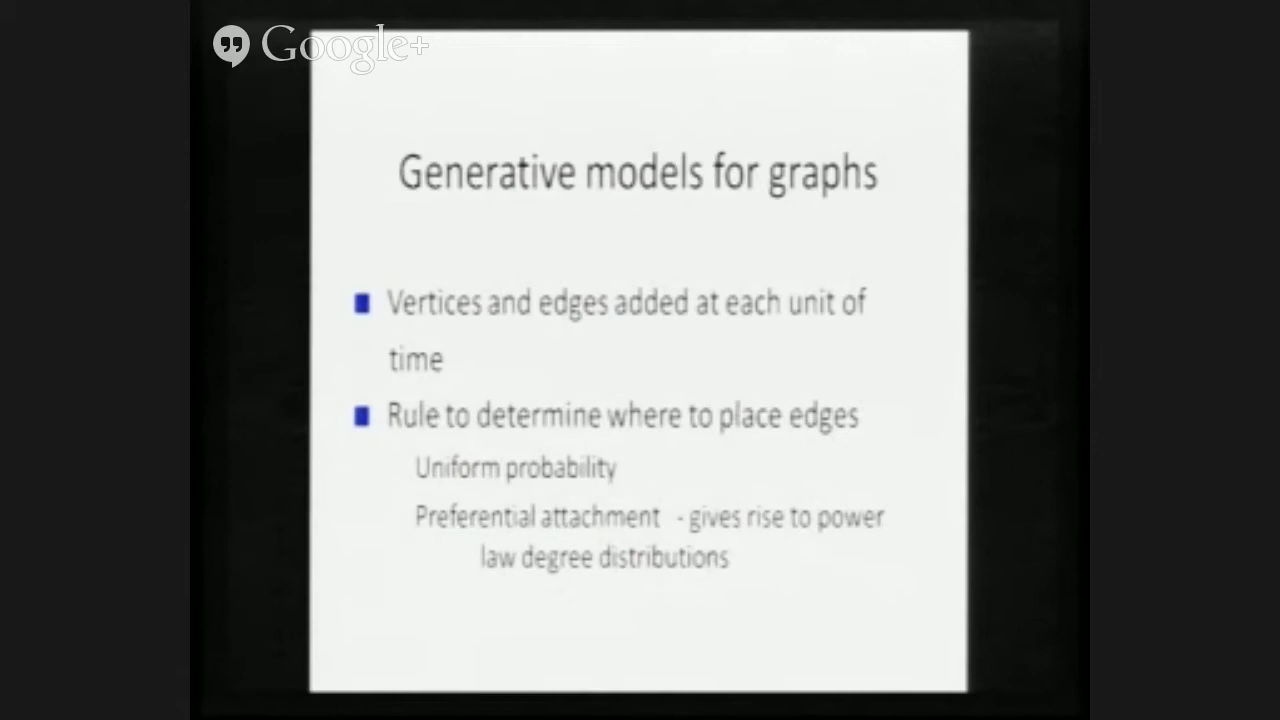 Google+
Generative models for graphs
Vertices and edges added at each unit of
time
Rule to determine where to place edges
Uniform probability
Preferential attachment - gives rise to power
law degree distributions